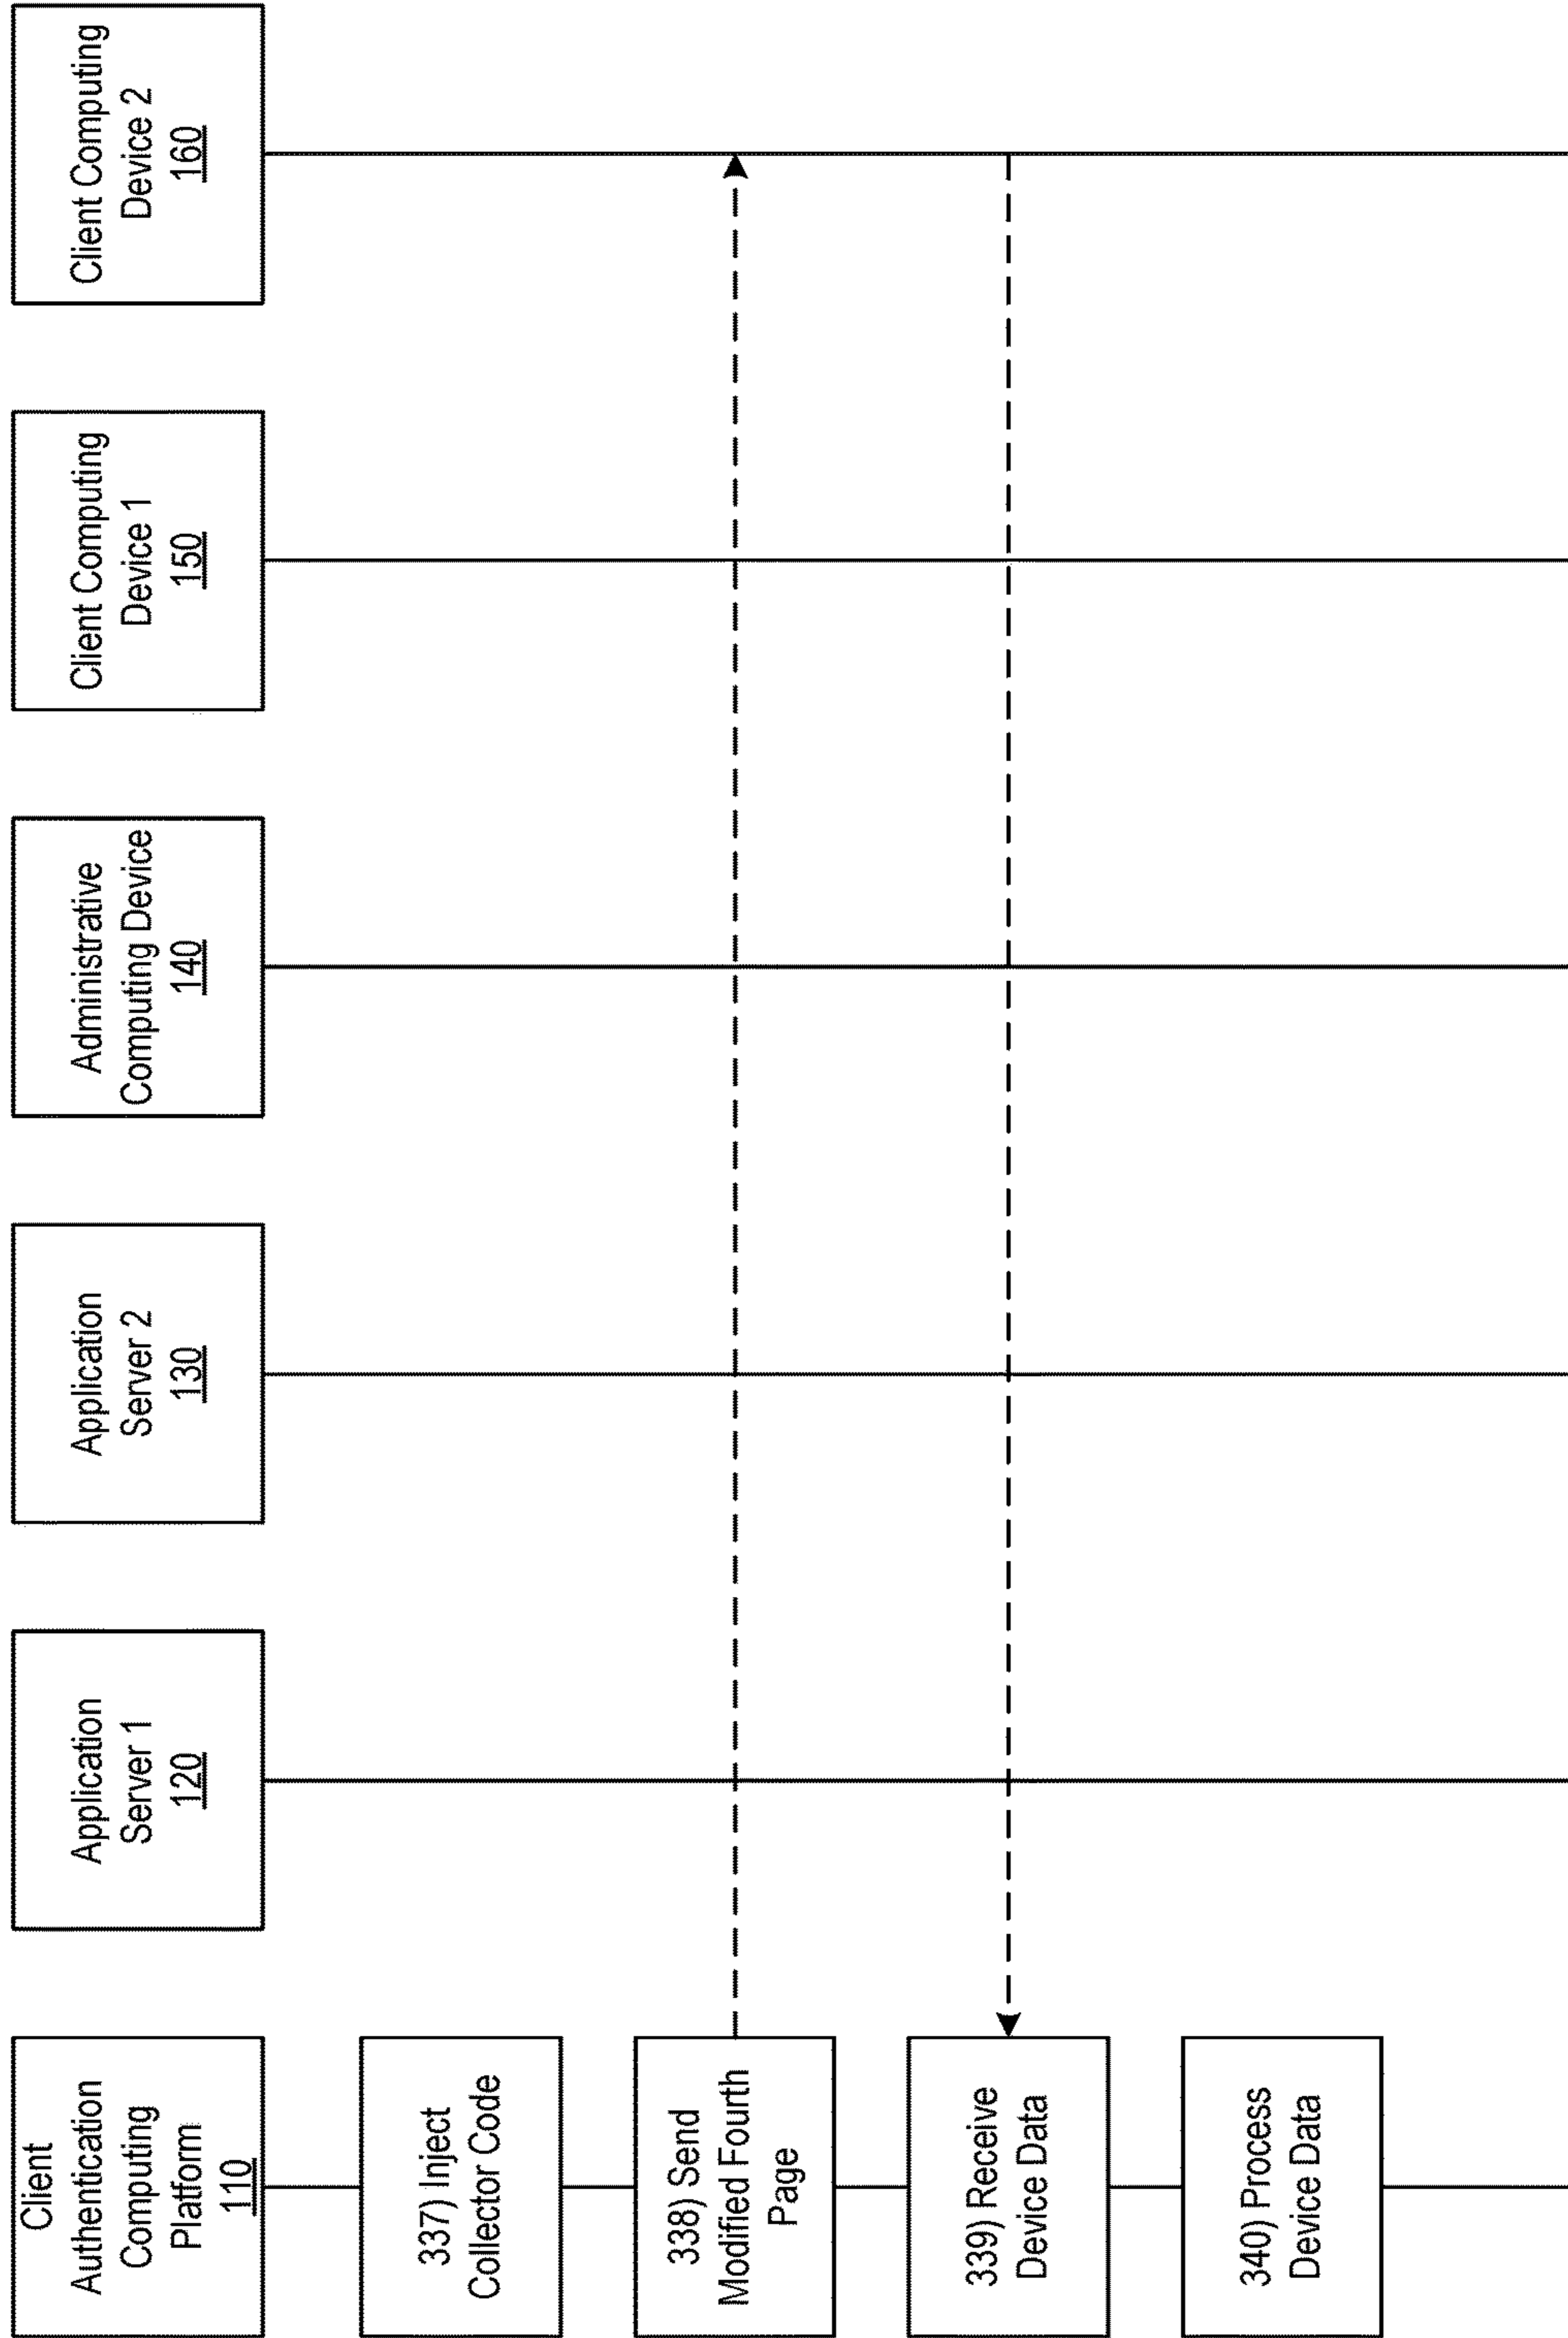 Client
Authentication
Computing
Platform
110
Application
Server 1
120
Application
Server 2
130
Administrative
Computing Device
140
Client Computing
Device 1
150
Client Computing
Device 2
160
337) Inject
Collector Code
338) Send
Modified Fourth
Page
339) Receive
Device Data
340) Process
Device Data